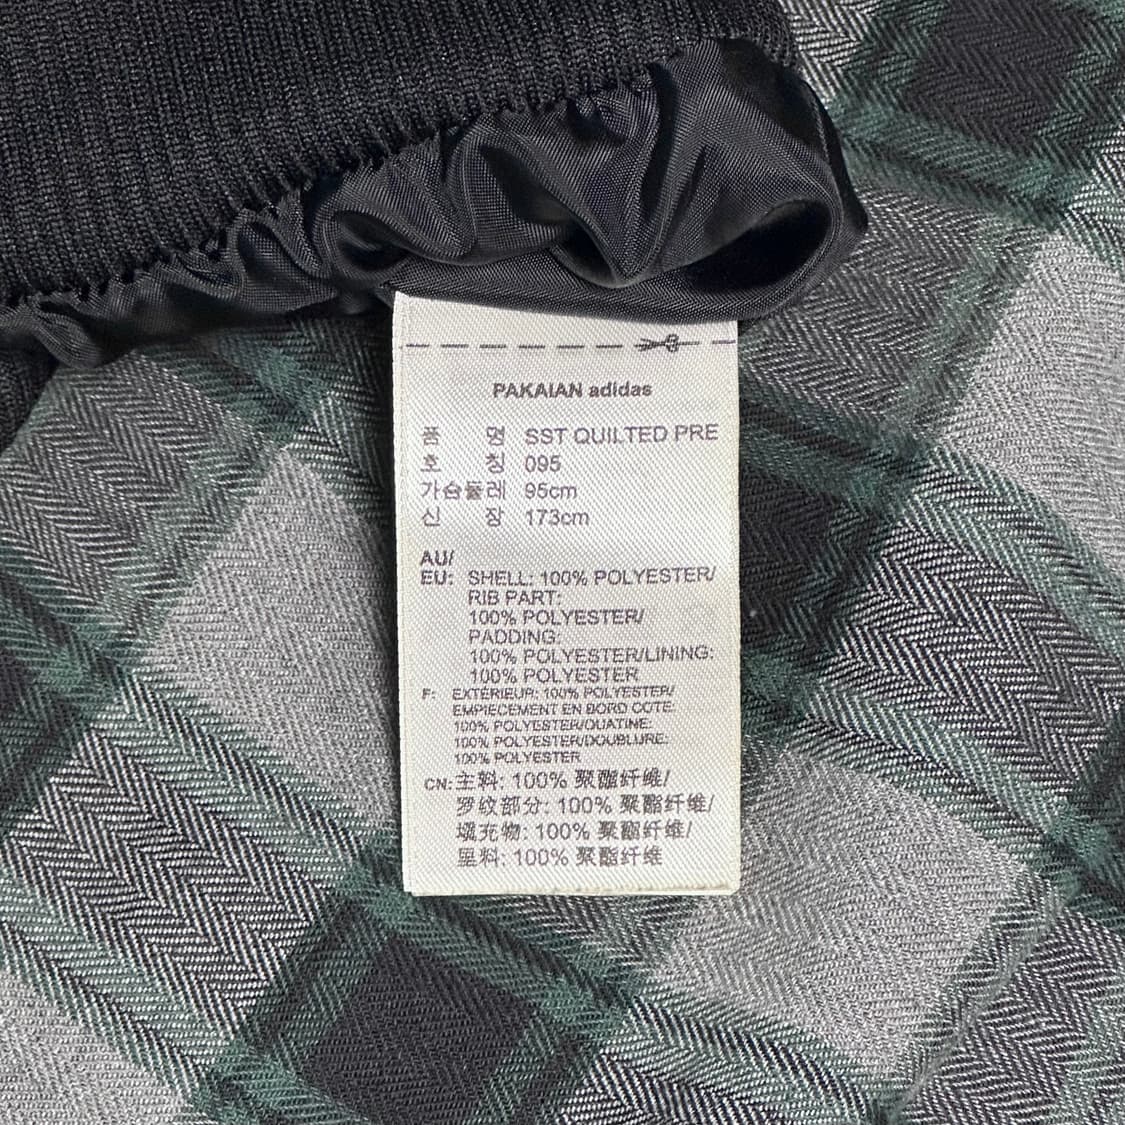 PAKAIAN adidas
품 명 SST QUILTED PRE
호 칭 095
가슴둘레 95cm
신 장 173cm
AU/
EU: SHELL: 100% POLYESTER/
RIB PART:
100% POLYESTER/
PADDING:
100% POLYESTER/LINING:
100% POLYESTER
F: EXTÉRIEUR: 100% POLYESTER/
EMPIECEMENT EN BORD COTE:
100% POLYESTER/OUATINE:
100% POLYESTER/DOUBLURE:
100% POLYESTER
CN: 主料: 100% 聚酯纤维/
罗纹部分: 100% 聚酯纤维/
填充物: 100% 聚酯纤维/
里料: 100% 聚酯纤维